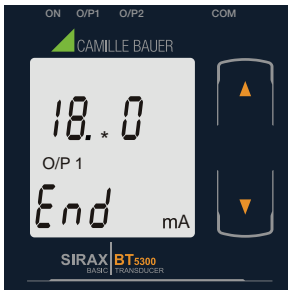 ON O/P1 O/P2 COM
CAMILLE BAUER
18.* 0
O/P 1
End mA
SIRAX BT5300
BASIC TRANSDUCER